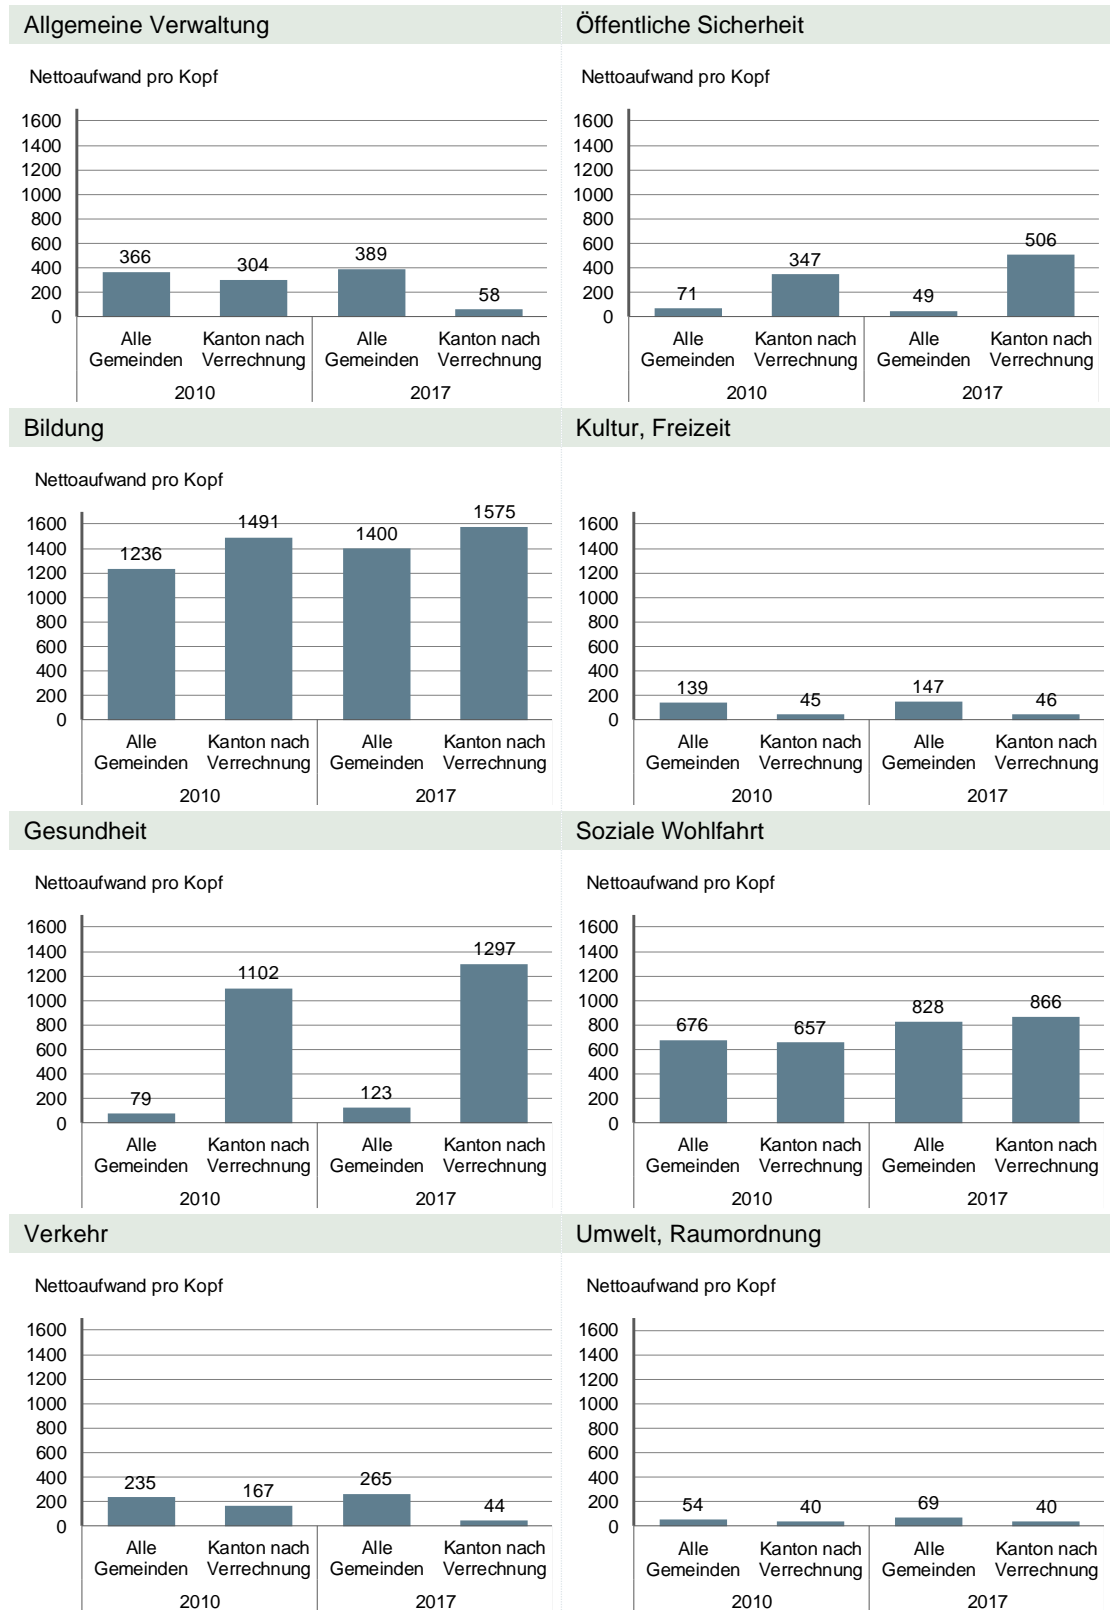 Allgemeine Verwaltung
Nettoaufwand pro Kopf
1600
1400
1200
1000
800
600
400
200
0
366
304
389
58
Alle Gemeinden
Kanton nach Verrechnung
Alle Gemeinden
Kanton nach Verrechnung
2010
2017
Öffentliche Sicherheit
Nettoaufwand pro Kopf
1600
1400
1200
1000
800
600
400
200
0
71
347
49
506
Alle Gemeinden
Kanton nach Verrechnung
Alle Gemeinden
Kanton nach Verrechnung
2010
2017
Bildung
Nettoaufwand pro Kopf
1600
1400
1200
1000
800
600
400
200
0
1236
1491
1400
1575
Alle Gemeinden
Kanton nach Verrechnung
Alle Gemeinden
Kanton nach Verrechnung
2010
2017
Kultur, Freizeit
1600
1400
1200
1000
800
600
400
200
0
139
45
147
46
Alle Gemeinden
Kanton nach Verrechnung
Alle Gemeinden
Kanton nach Verrechnung
2010
2017
Gesundheit
Nettoaufwand pro Kopf
1600
1400
1200
1000
800
600
400
200
0
79
1102
123
1297
Alle Gemeinden
Kanton nach Verrechnung
Alle Gemeinden
Kanton nach Verrechnung
2010
2017
Soziale Wohlfahrt
Nettoaufwand pro Kopf
1600
1400
1200
1000
800
600
400
200
0
676
657
828
866
Alle Gemeinden
Kanton nach Verrechnung
Alle Gemeinden
Kanton nach Verrechnung
2010
2017
Verkehr
Nettoaufwand pro Kopf
1600
1400
1200
1000
800
600
400
200
0
235
167
265
44
Alle Gemeinden
Kanton nach Verrechnung
Alle Gemeinden
Kanton nach Verrechnung
2010
2017
Umwelt, Raumordnung
Nettoaufwand pro Kopf
1600
1400
1200
1000
800
600
400
200
0
54
40
69
40
Alle Gemeinden
Kanton nach Verrechnung
Alle Gemeinden
Kanton nach Verrechnung
2010
2017